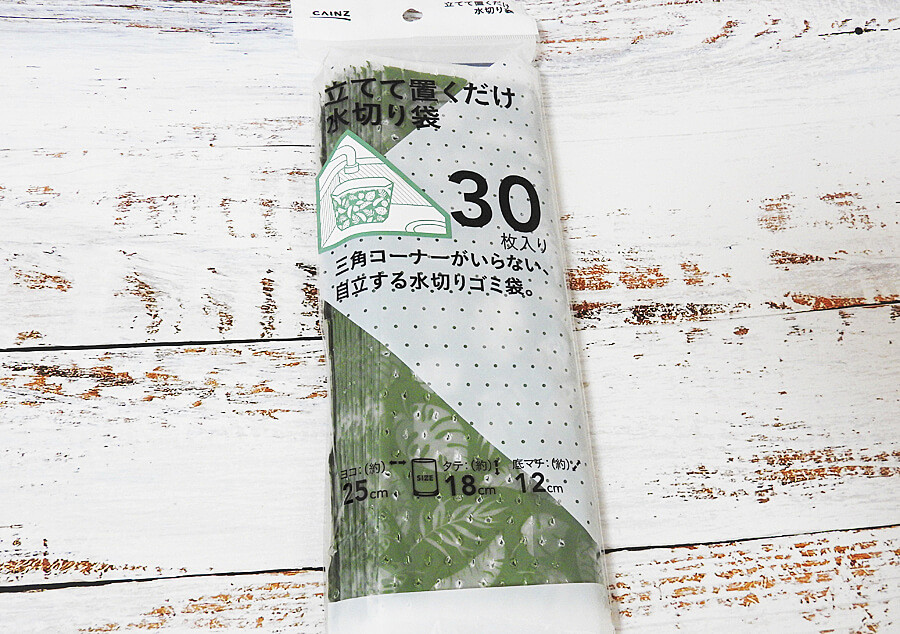 CAINZ
立てて置くだけ
水切り袋
立てて置くだけ
水切り袋
30
枚入り
三角コーナーがいらない、
自立する水切りゴミ袋。
ヨコ:(約) タテ:(約) 底マチ:(約)
25cm SIZE 18cm 12cm